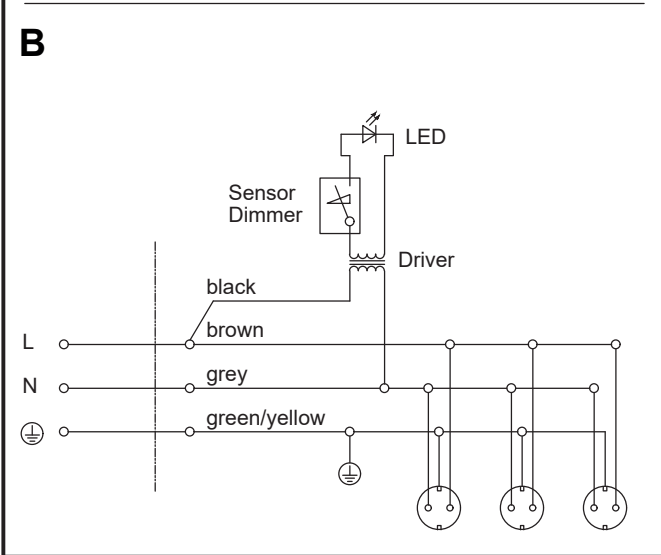 B
LED
Sensor
Dimmer
Driver
black
brown
L
grey
N
green/yellow